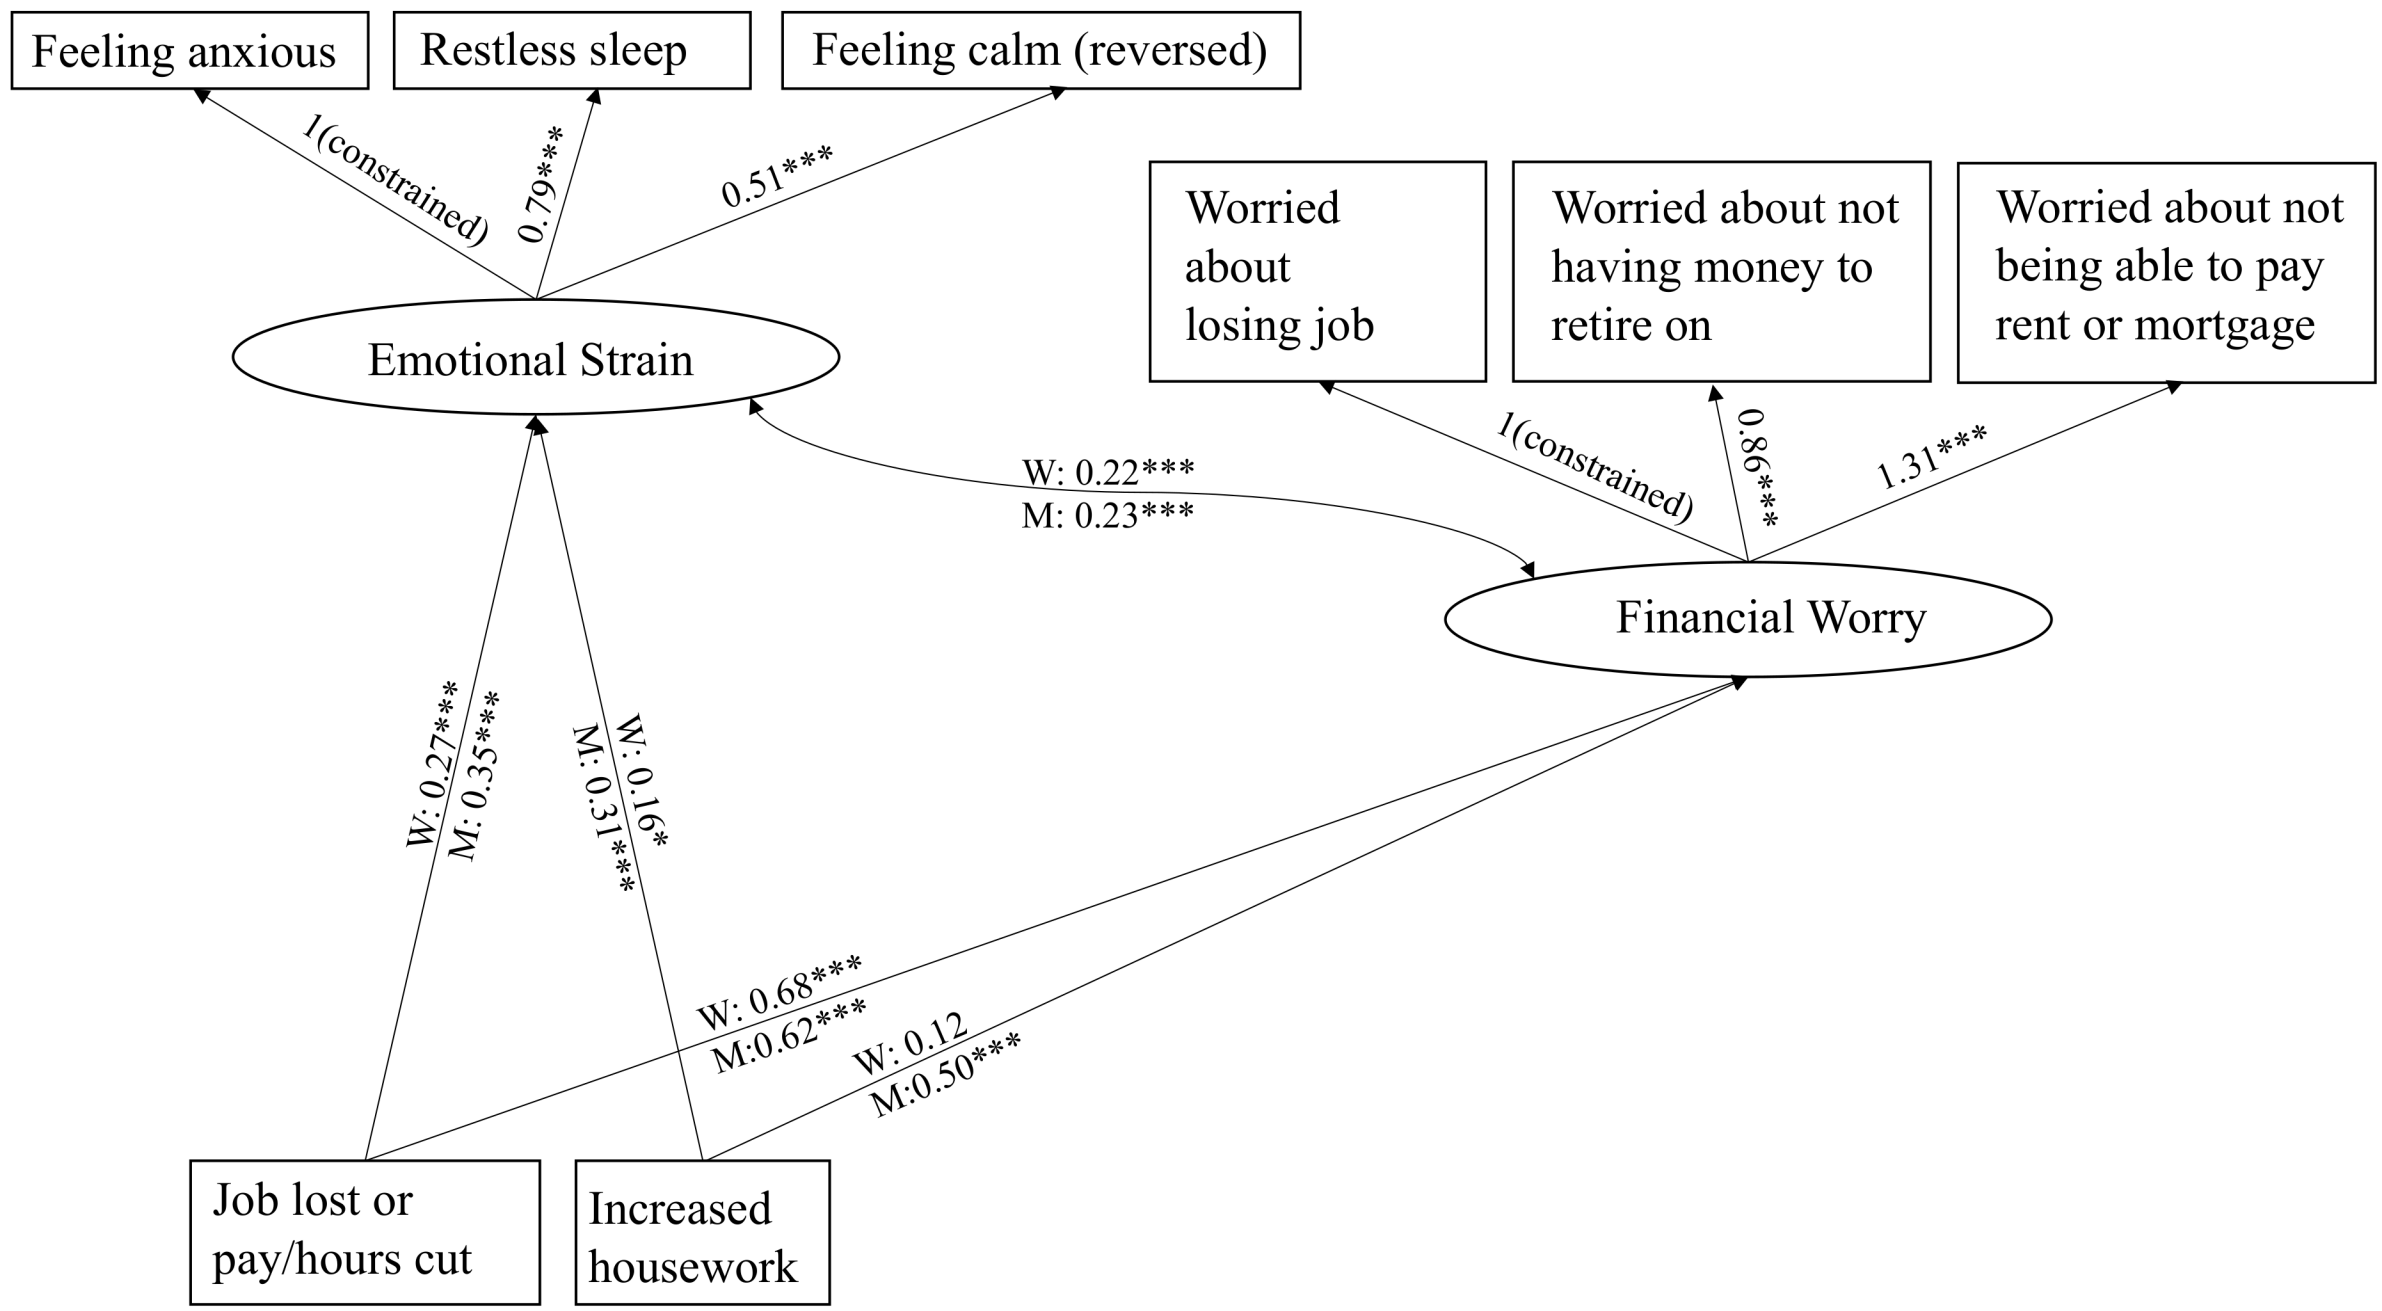 Feeling anxious
Restless sleep
Feeling calm (reversed)
1(constrained)
0.79***
0.51***
Worried
about
losing job
Worried about not
having money to
retire on
Worried about not
being able to pay
rent or mortgage
Emotional Strain
1(constrained)
0.86***
1.31***
W: 0.22***
M: 0.23***
Financial Worry
W: 0.27***
M: 0.35***
W: 0.16*
M: 0.31***
W: 0.68***
M:0.62***
W: 0.12
M:0.50***
Job lost or
pay/hours cut
Increased
housework